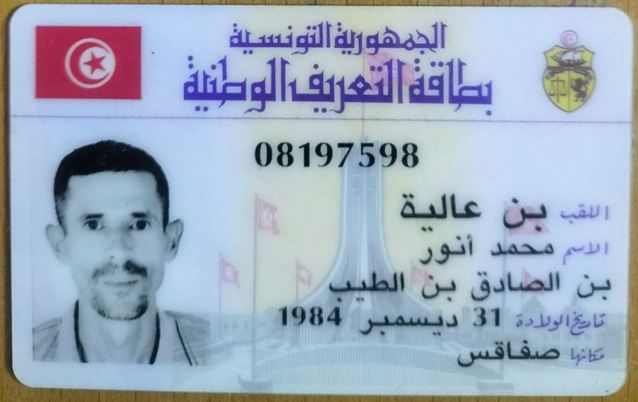 الجمهورية التونسية
بطاقة التعريف الوطنية
08197598
اللقب بن عالية
الاسم محمد أنور
بن الصادق بن الطيب
تاريخ الولادة 31 ديسمبر 1984
مكانها صفاقس